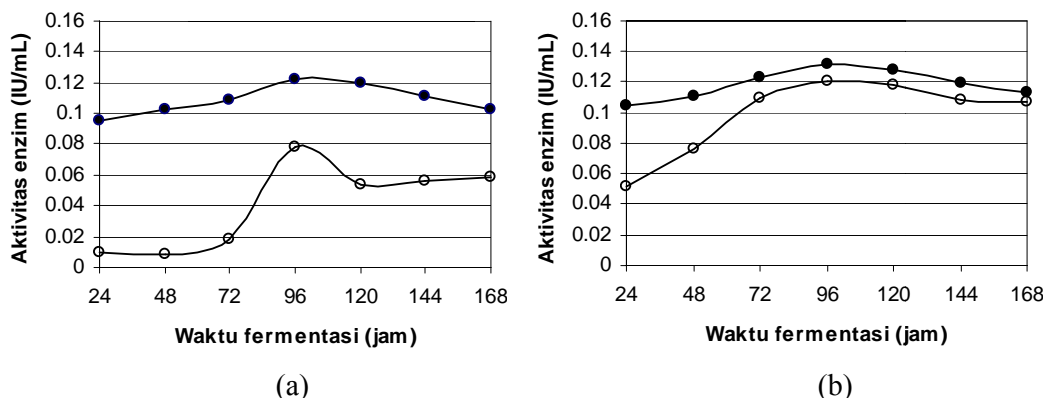 0.16
0.14
0.12
0.1
0.08
0.06
0.04
0.02
0
Aktivitas enzim (IU/mL)
24 48 72 96 120 144 168
Waktu fermentasi (jam)
(a)
0.16
0.14
0.12
0.1
0.08
0.06
0.04
0.02
0
Aktivitas enzim (IU/mL)
24 48 72 96 120 144 168
Waktu fermentasi (jam)
(b)